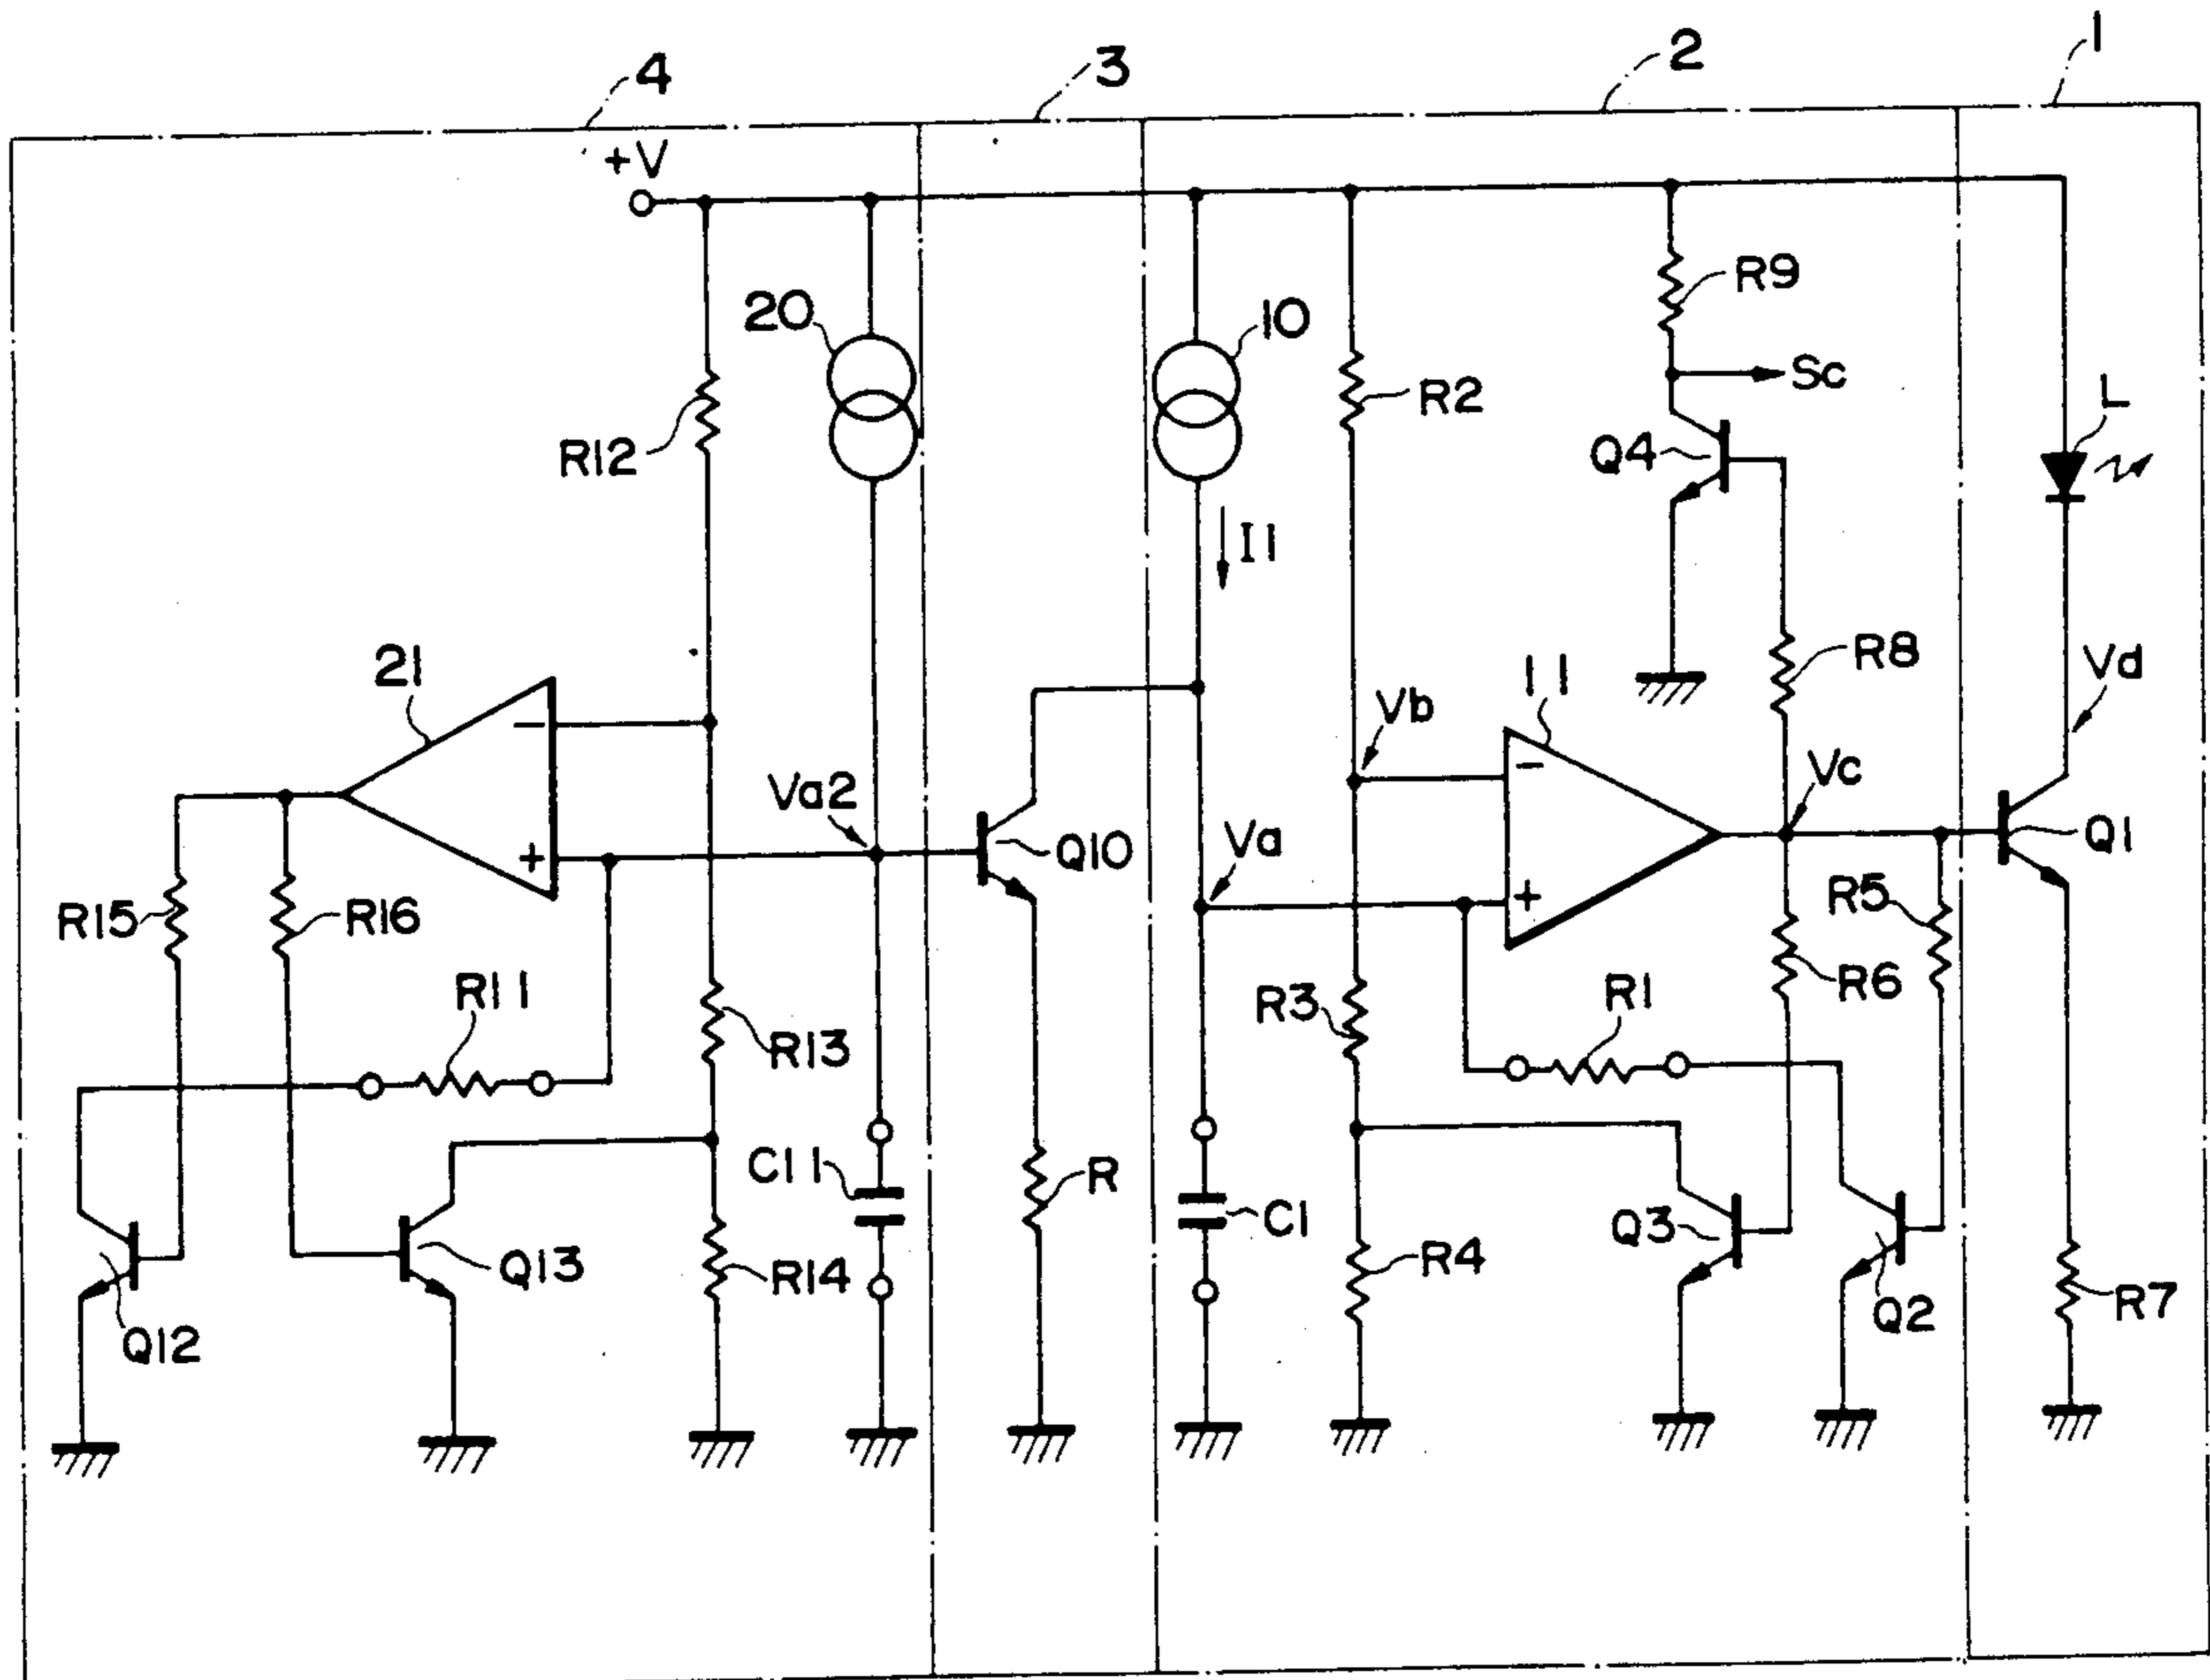 4
3
2
1
+V
20
10
R9
Sc
R12
R2
Q4
L
I1
21
11
R8
Vd
Vb
Vc
Va2
Va
Q10
Q1
R15
R16
R5
R11
R13
R3
R1
R6
C11
R
C1
Q3
Q13
R14
R4
Q2
R7
Q12
−
+
−
+